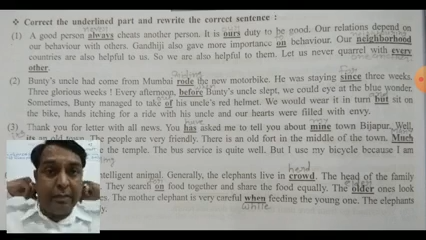 ❖ Correct the underlined part and rewrite the correct sentence :
(1) A good person always cheats another person. It is ours duty to be good. Our relations depend on
our behaviour with others. Gandhiji also gave more importance on behaviour. Our neighborhood
countries are also helpful to us. So we are also helpful to them. Let us never quarrel with every
other.
(2) Bunty's uncle had come from Mumbai rode the new motorbike. He was staying since three weeks.
Three glorious weeks! Every afternoon, before Bunty's uncle slept, we could eye at the blue wonder.
Sometimes, Bunty managed to take of his uncle's red helmet. We would wear it in turn but sit
on the bike, hands itching for a ride with his uncle and our hearts were filled with envy.
(3) Thank you for letter with all news. You has asked me to tell you about mine town Bijapur. Well,
its an old town. The people are very friendly. There is an old fort in the middle of the town. Much
the temple. The bus service is quite well. But I use my bicycle because I am
herd
intelligent animal. Generally, the elephants live in crowd. The head of the family
They search on food together and share the food equally. The older ones look
The mother elephant is very careful when feeding the young one. The elephants
while